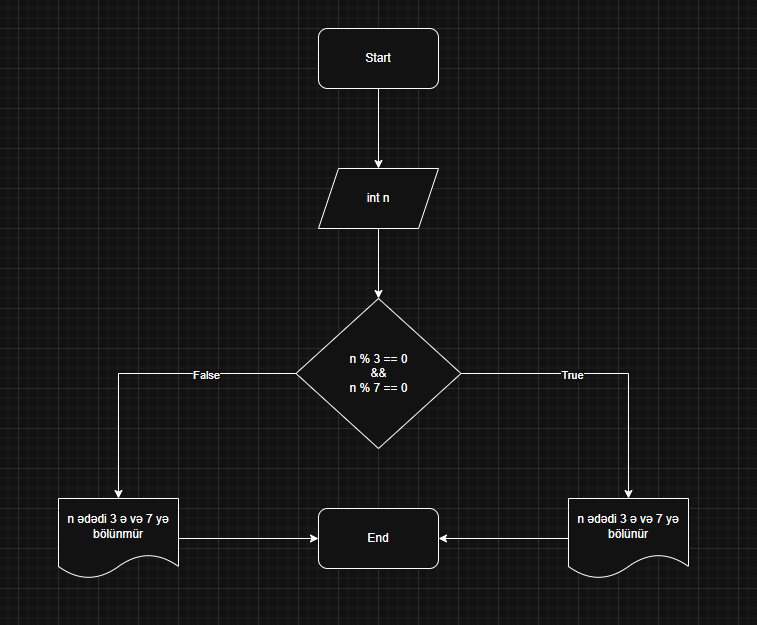 Start
int n
n % 3 == 0
&&
n % 7 == 0
False
True
n ədədi 3 ə və 7 yə
bölünmür
End
n ədədi 3 ə və 7 yə
bölünür